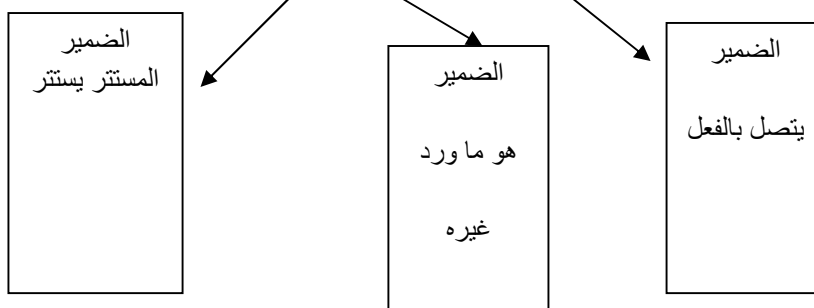 الضمير
يتصل بالفعل
الضمير
هو ما ورد
غيره
الضمير
المستتر يستتر